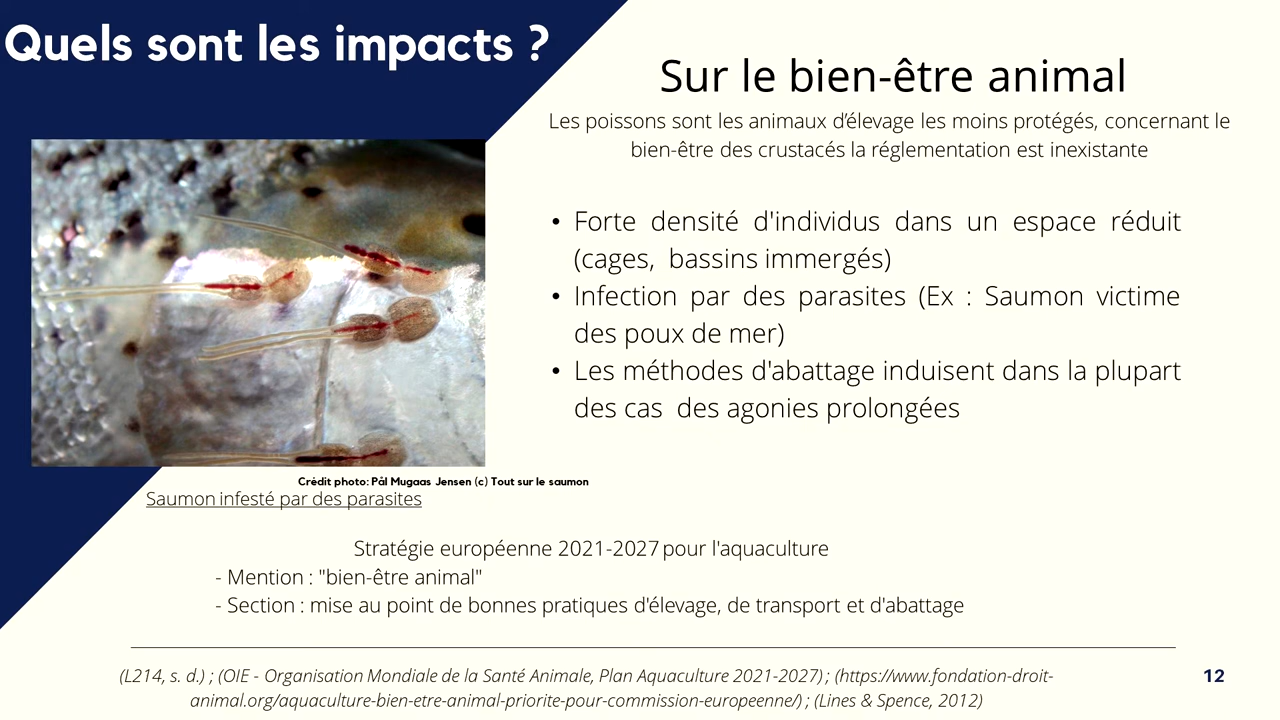 Quels sont les impacts ?
Sur le bien-être animal
Les poissons sont les animaux d'élevage les moins protégés, concernant le
bien-être des crustacés la réglementation est inexistante
• Forte densité d'individus dans un espace réduit
(cages, bassins immergés)
• Infection par des parasites (Ex : Saumon victime
des poux de mer)
• Les méthodes d'abattage induisent dans la plupart
des cas des agonies prolongées
Crédit photo: Pål Mugaas Jensen (c) Tout sur le saumon
Saumon infesté par des parasites
Stratégie européenne 2021-2027 pour l'aquaculture
- Mention : "bien-être animal"
- Section : mise au point de bonnes pratiques d'élevage, de transport et d'abattage
(L214, s. d.) ; (OIE - Organisation Mondiale de la Santé Animale, Plan Aquaculture 2021-2027) ; (https://www.fondation-droit-
animal.org/aquaculture-bien-etre-animal-priorite-pour-commission-europeenne/) ; (Lines & Spence, 2012)
12